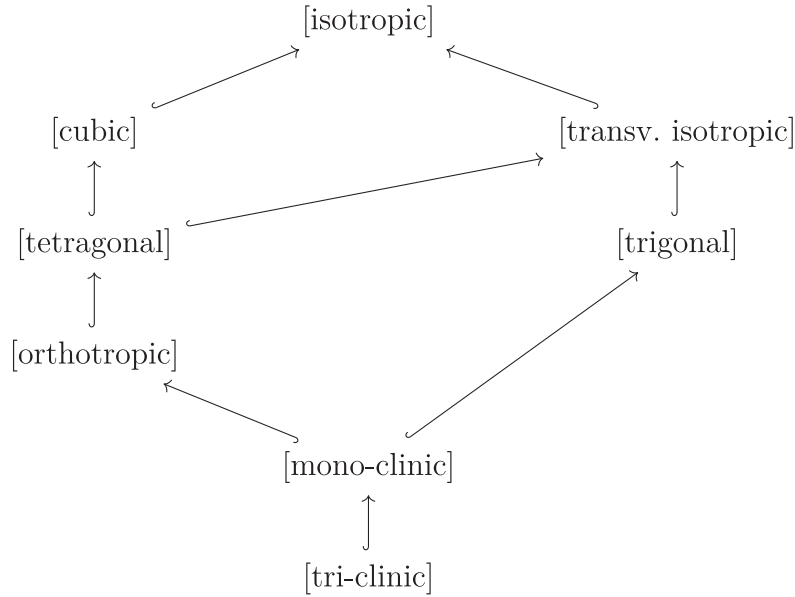 [isotropic]
[cubic]
[transv. isotropic]
[tetragonal]
[trigonal]
[orthotropic]
[mono-clinic]
[tri-clinic]